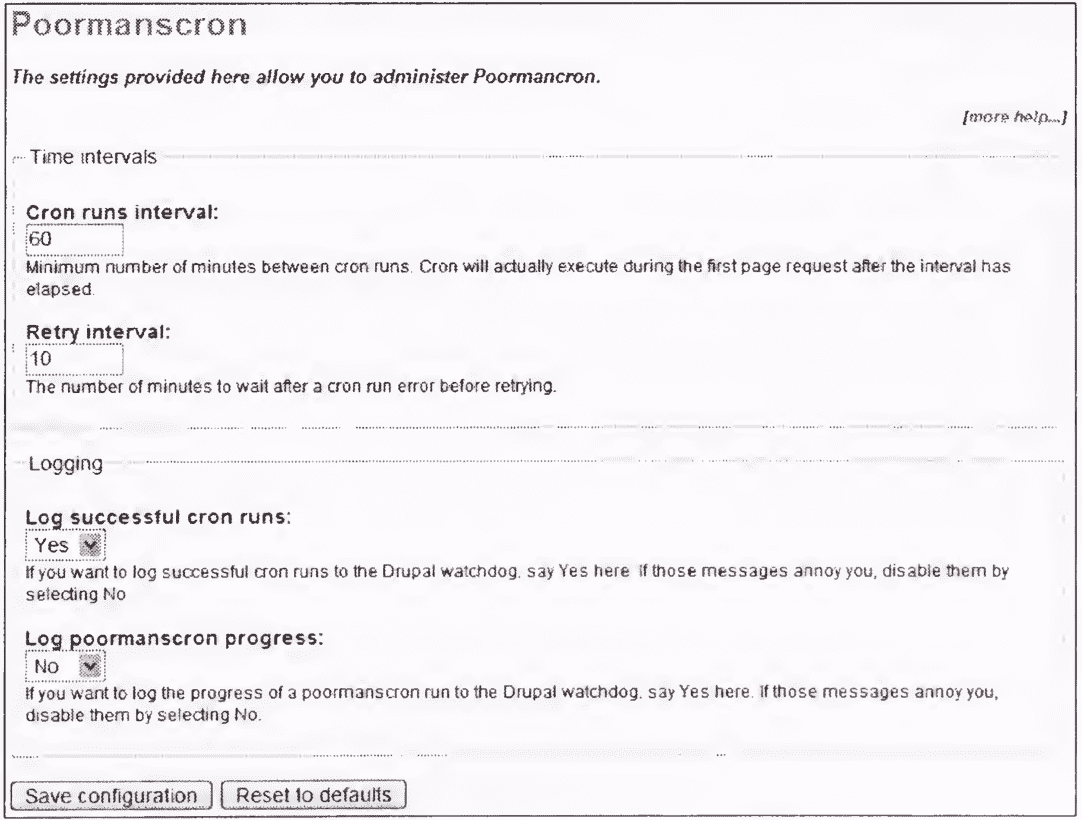 Poormanscron
The settings provided here allow you to administer Poormancron.
[more help...]
Time intervals
Cron runs interval:
60
Minimum number of minutes between cron runs. Cron will actually execute during the first page request after the interval has
elapsed.
Retry interval:
10
The number of minutes to wait after a cron run error before retrying.
Logging
Log successful cron runs:
Yes
If you want to log successful cron runs to the Drupal watchdog, say Yes here. If those messages annoy you, disable them by
selecting No
Log poormanscron progress:
No
If you want to log the progress of a poormanscron run to the Drupal watchdog, say Yes here. If those messages annoy you,
disable them by selecting No.
Save configuration Reset to defaults